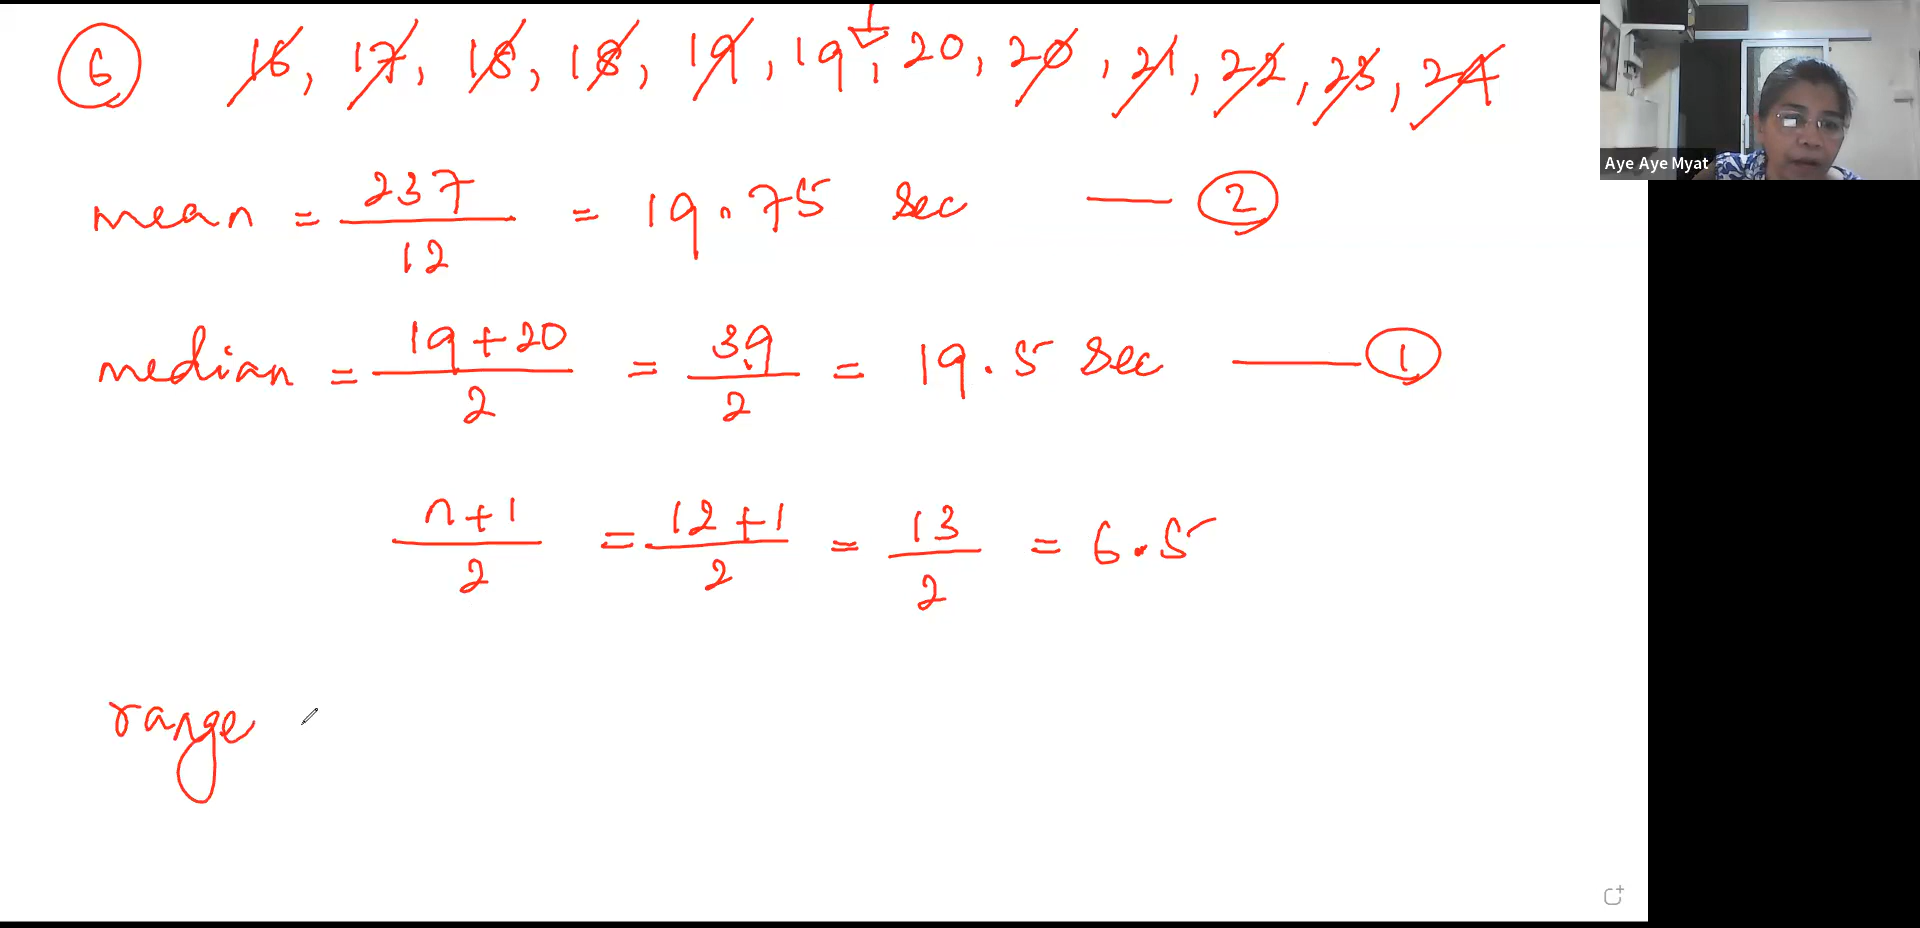 6 16, 17, 18, 18, 19, 19, 20, 20, 21, 22, 23, 24
Aye Aye Myat
mean = 237/12 = 19.75 sec — 2
median = 19+20/2 = 39/2 = 19.5 sec — 1
n+1/2 = 12+1/2 = 13/2 = 6.5
range